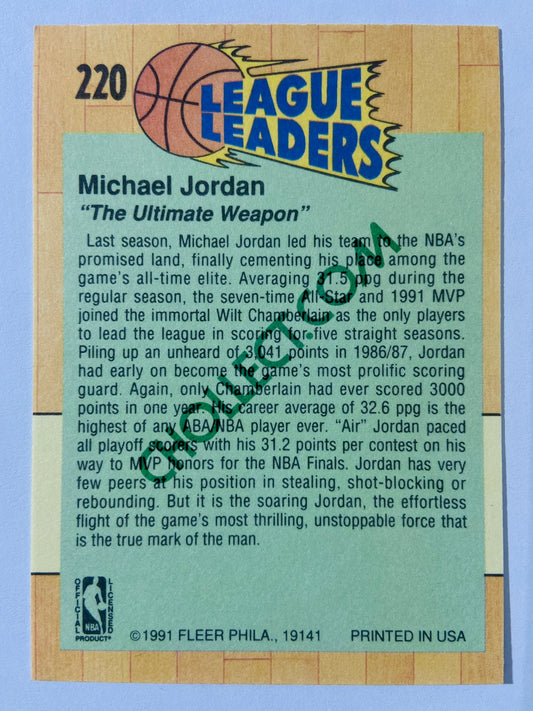 220
LEAGUE
LEADERS
Michael Jordan
“The Ultimate Weapon”
Last season, Michael Jordan led his team to the NBA's
promised land, finally cementing his place among the
game's all-time elite. Averaging 31.5 ppg during the
regular season, the seven-time All-Star and 1991 MVP
joined the immortal Wilt Chamberlain as the only players
to lead the league in scoring for five straight seasons.
Piling up an unheard of 3,041 points in 1986/87, Jordan
had early on become the game's most prolific scoring
guard. Again, only Chamberlain had ever scored 3000
points in one year. His career average of 32.6 ppg is the
highest of any ABA/NBA player ever. “Air” Jordan paced
all playoff scorers with his 31.2 points per contest on his
way to MVP honors for the NBA Finals. Jordan has very
few peers at his position in stealing, shot-blocking or
rebounding. But it is the soaring Jordan, the effortless
flight of the game's most thrilling, unstoppable force that
is the true mark of the man.
CHOLLECT.COM
OFFICIAL
LICENSED
NBA
PRODUCT®
©1991 FLEER PHILA., 19141
PRINTED IN USA